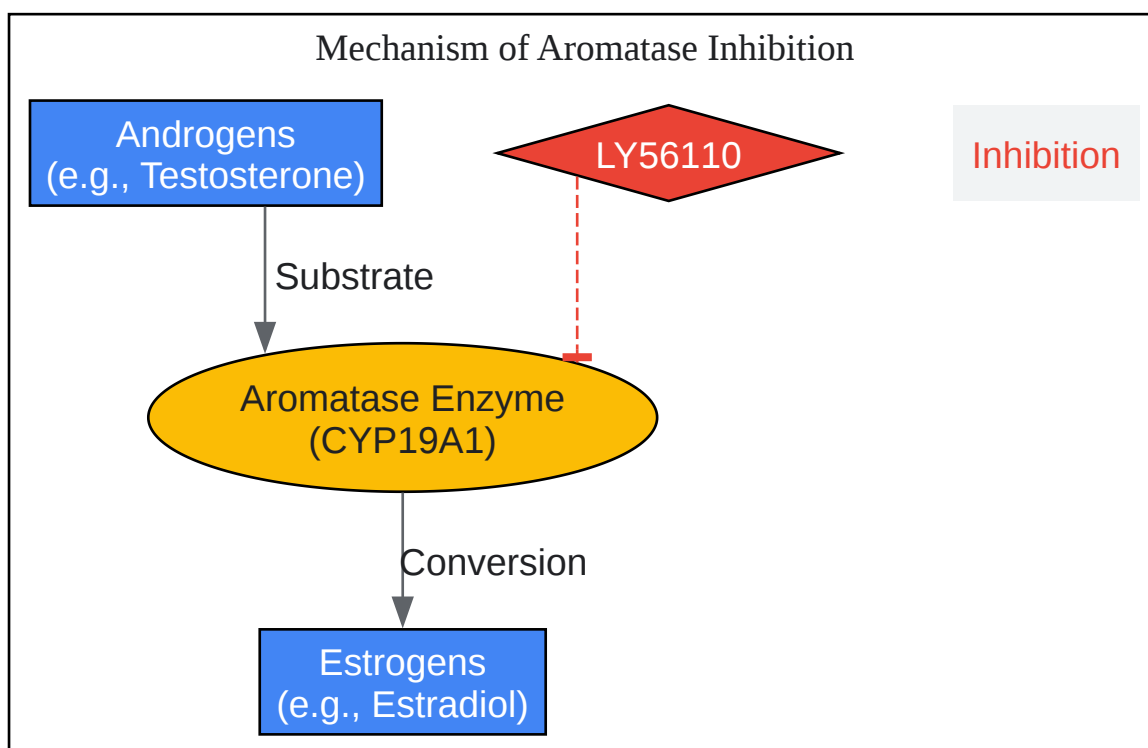 Mechanism of Aromatase Inhibition
Androgens
(e.g., Testosterone)
LY56110
Inhibition
Substrate
Aromatase Enzyme
(CYP19A1)
Conversion
Estrogens
(e.g., Estradiol)